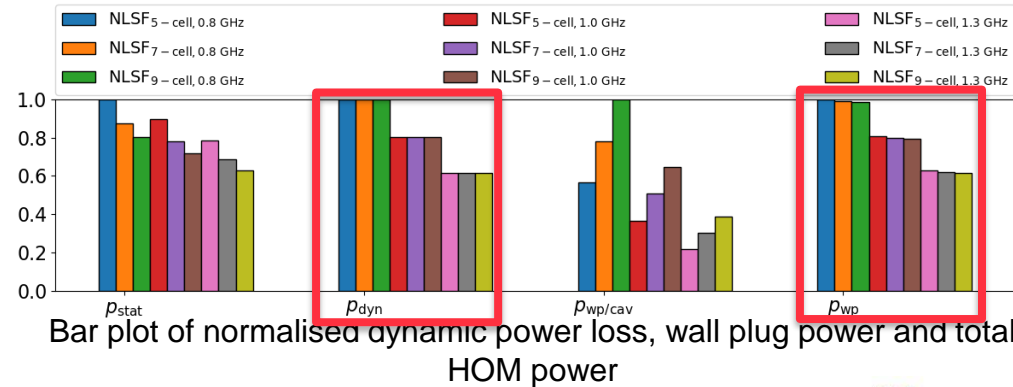 NLSF5−cell, 0.8 GHz NLSF5−cell, 1.0 GHz NLSF5−cell, 1.3 GHz
NLSF7−cell, 0.8 GHz NLSF7−cell, 1.0 GHz NLSF7−cell, 1.3 GHz
NLSF9−cell, 0.8 GHz NLSF9−cell, 1.0 GHz NLSF9−cell, 1.3 GHz
1.0
0.8
0.6
0.4
0.2
0.0
pstat pdyn pwp/cav pwp
Bar plot of normalised dynamic power loss, wall plug power and total
HOM power